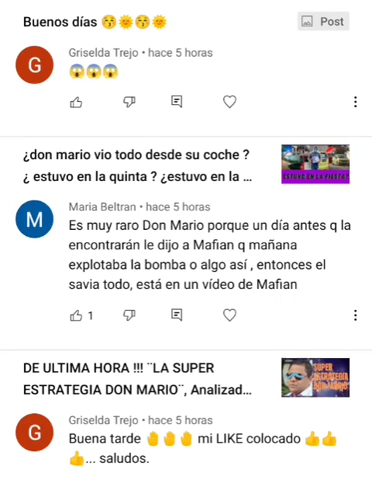 Buenos días 😚🌞😚🌞
Post
G
Griselda Trejo • hace 5 horas
😱😱😱
¿don mario vio todo desde su coche ?
¿ estuvo en la quinta ? ¿estuvo en la ...
ESTUVO EN LA FIESTA?
M
Maria Beltran • hace 5 horas
Es muy raro Don Mario porque un día antes q la
encontrarán le dijo a Mafian q mañana
explotaba la bomba o algo así , entonces el
savia todo, está en un vídeo de Mafian
1
DE ULTIMA HORA !!! ¨LA SUPER
ESTRATEGIA DON MARIO¨, Analizad...
SUPER
ESTRATEGIA
DON MARIO
G
Griselda Trejo • hace 5 horas
Buena tarde 🤚🤚🤚 mi LIKE colocado 👍👍
👍... saludos.